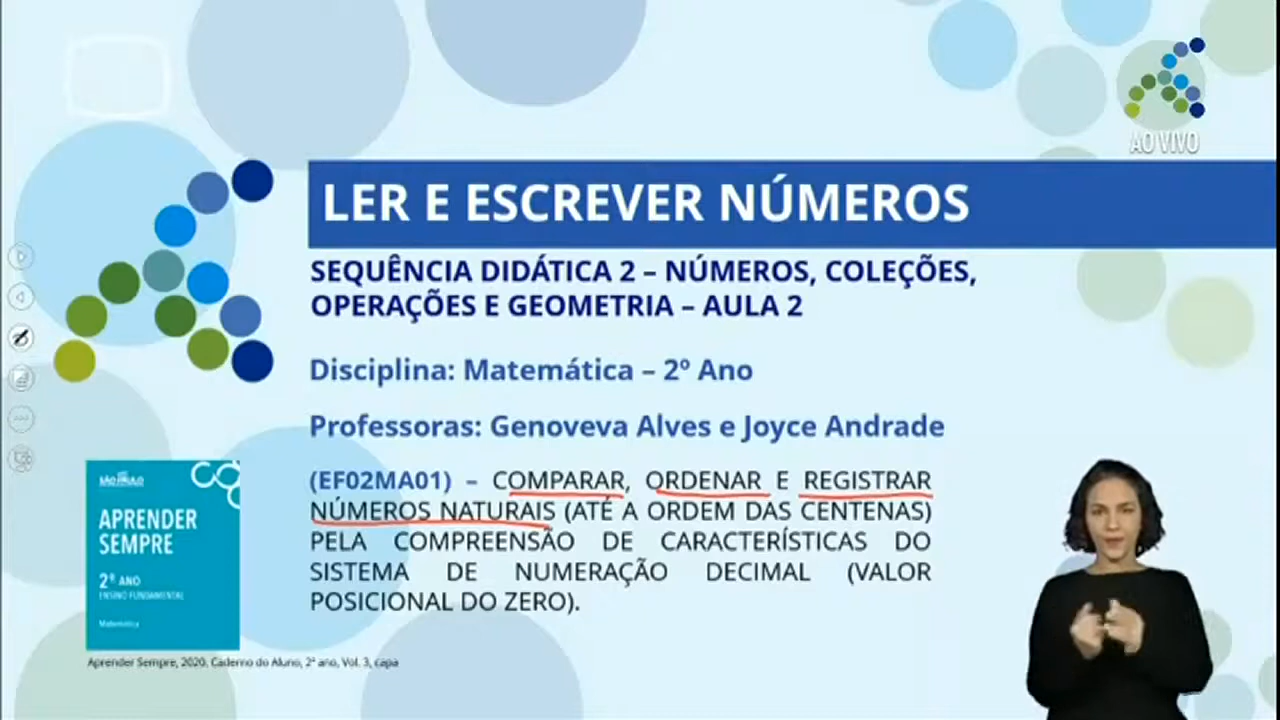 AO VIVO
LER E ESCREVER NÚMEROS
SEQUÊNCIA DIDÁTICA 2 – NÚMEROS, COLEÇÕES,
OPERAÇÕES E GEOMETRIA – AULA 2
Disciplina: Matemática – 2º Ano
Professoras: Genoveva Alves e Joyce Andrade
(EF02MA01) – COMPARAR, ORDENAR E REGISTRAR
NÚMEROS NATURAIS (ATÉ A ORDEM DAS CENTENAS)
PELA COMPREENSÃO DE CARACTERÍSTICAS DO
SISTEMA DE NUMERAÇÃO DECIMAL (VALOR
POSICIONAL DO ZERO).
APRENDER
SEMPRE
2º ANO
ENSINO FUNDAMENTAL
Matemática
Aprender Sempre, 2020. Caderno do Aluno, 2º ano, Vol. 3, capa